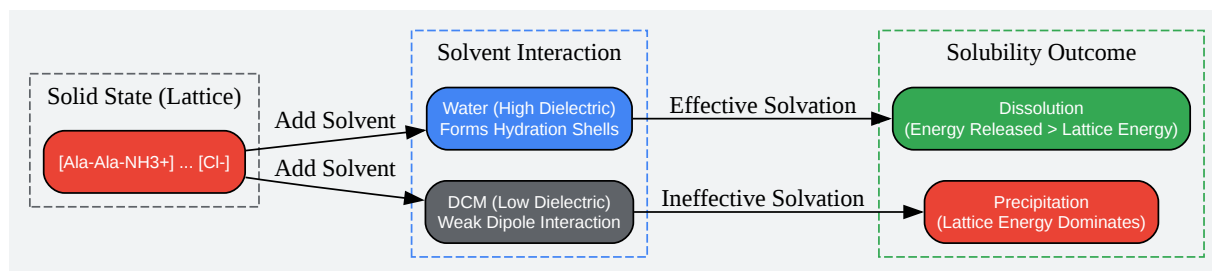 Solid State (Lattice)
[Ala-Ala-NH3+] ... [Cl-]
Add Solvent
Add Solvent
Solvent Interaction
Water (High Dielectric)
Forms Hydration Shells
DCM (Low Dielectric)
Weak Dipole Interaction
Effective Solvation
Ineffective Solvation
Solubility Outcome
Dissolution
(Energy Released > Lattice Energy)
Precipitation
(Lattice Energy Dominates)